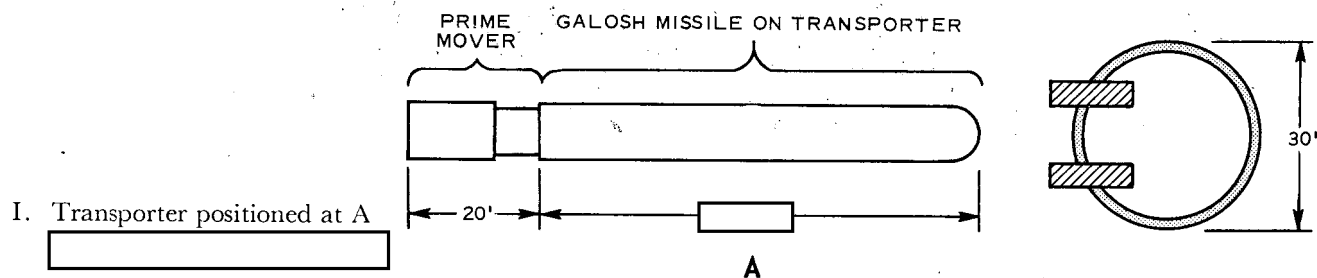 PRIME
MOVER
GALOSH MISSILE ON TRANSPORTER
30'
20'
I. Transporter positioned at A
A